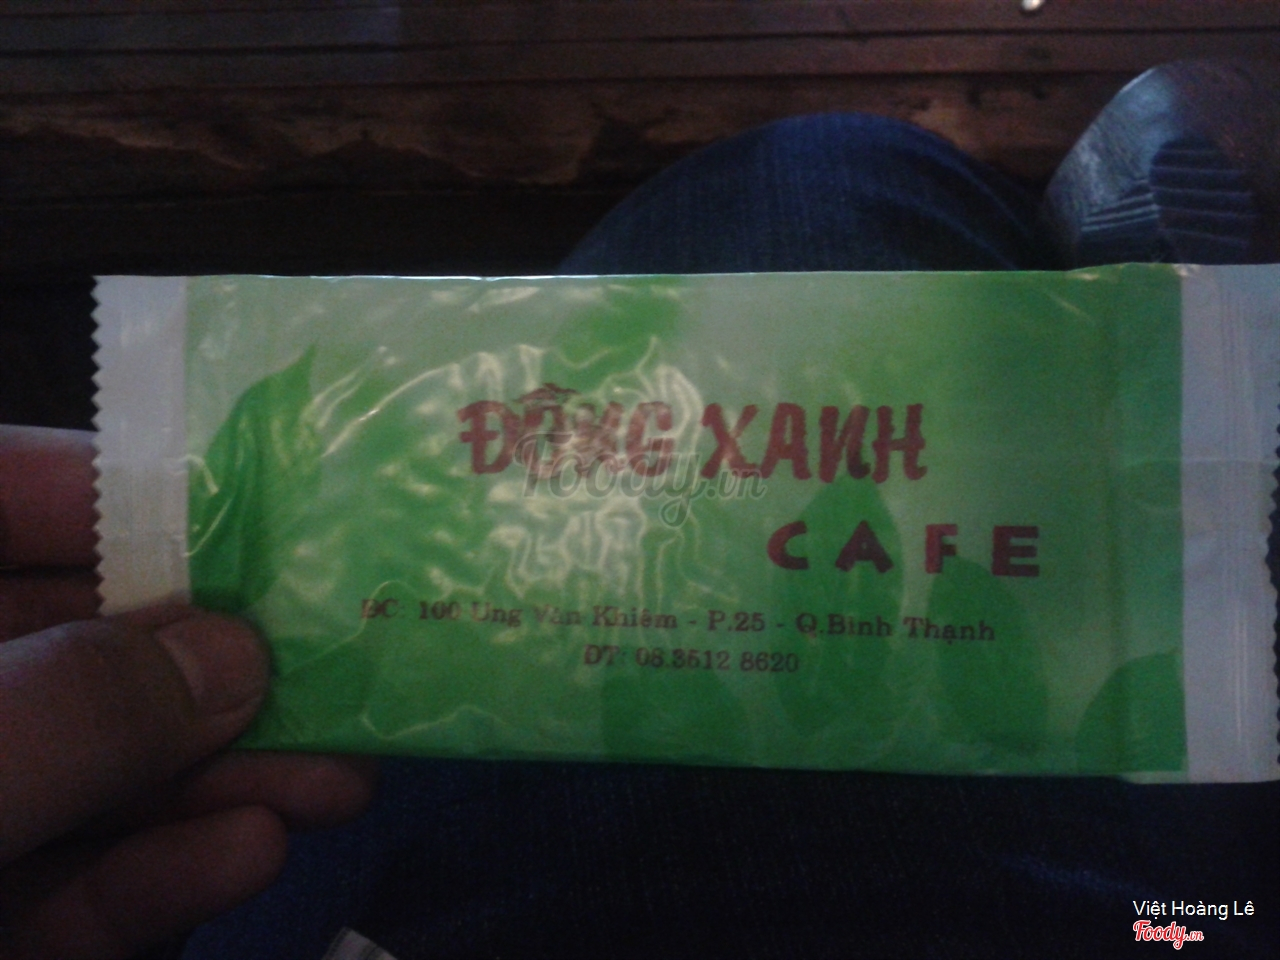 ĐỒNG XANH
Foody.vn
CAFE
ĐC: 100 Ung Văn Khiêm - P.25 - Q.Bình Thạnh
ĐT: 08.3512 8620
Việt Hoàng Lê
Foody.vn